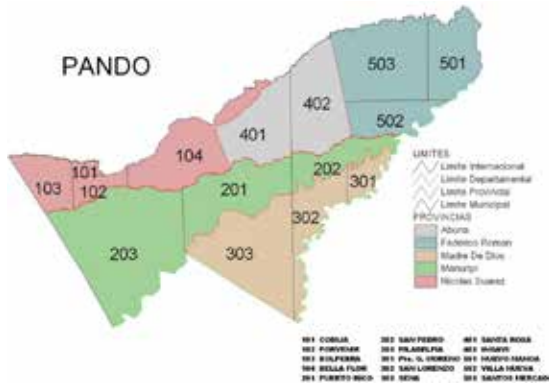 PANDO
503
501
402
502
401
104
101
202
103
102
201
301
302
203
303
LIMITES
Limite Internacional
Limite Departamental
Limite Provincial
Limite Municipal
PROVINCIAS
Abuna
Federico Roman
Madre De Dios
Manuripi
Nicolas Suarez
101 COBIJA 202 SAN PEDRO 401 SANTA ROSA
102 PORVENIR 203 FILADELFIA 402 INGAVI
103 BOLPEBRA 301 Pto. G. MORENO 501 NUEVO MANOA
104 BELLA FLOR 302 SAN LORENZO 502 VILLA NUEVA
201 PUERTO RICO 303 SENA 503 SANTOS MERCADO